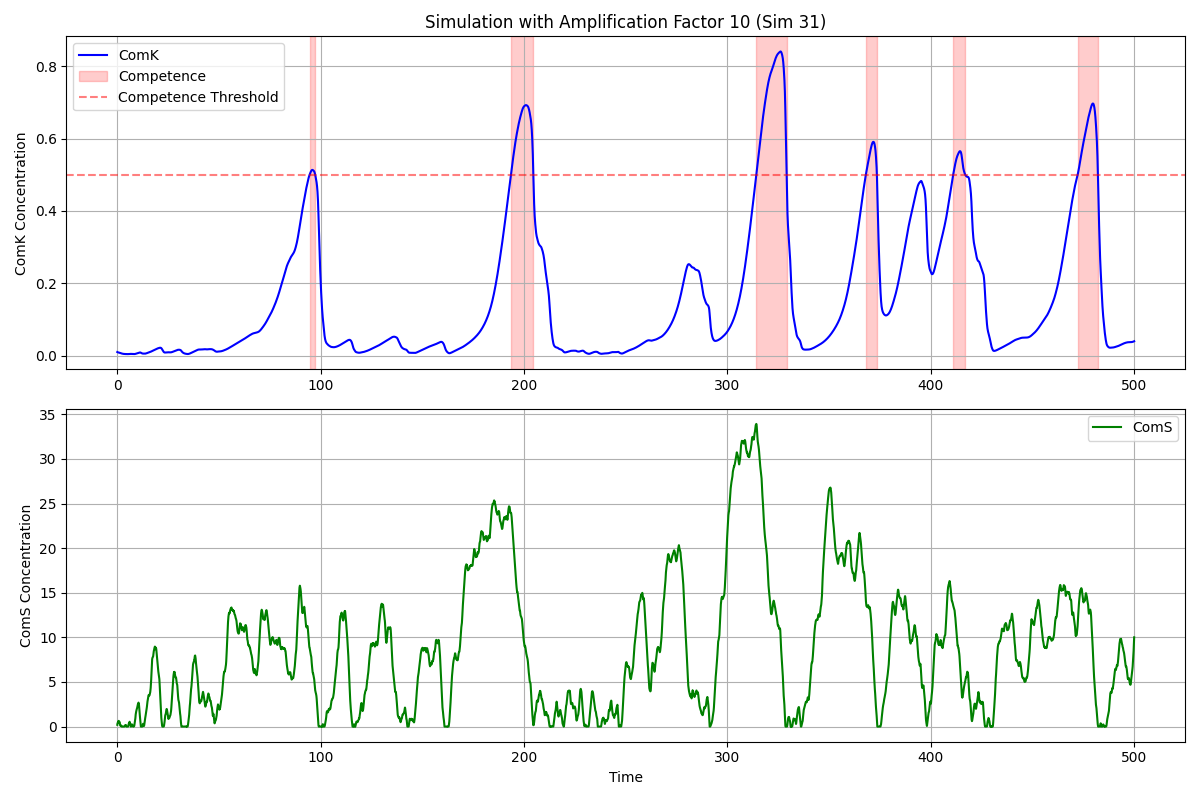 Simulation with Amplification Factor 10 (Sim 31)
ComK
Competence
Competence Threshold
ComK Concentration
0.8
0.6
0.4
0.2
0.0
0 100 200 300 400 500
ComS
ComS Concentration
35
30
25
20
15
10
5
0
0 100 200 300 400 500
Time